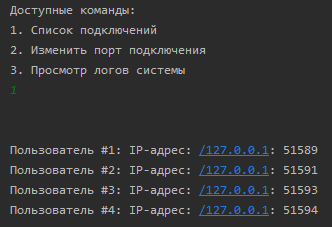 Доступные команды:
1. Список подключений
2. Изменить порт подключения
3. Просмотр логов системы
1
Пользователь #1: IP-адрес: /127.0.0.1: 51589
Пользователь #2: IP-адрес: /127.0.0.1: 51591
Пользователь #3: IP-адрес: /127.0.0.1: 51593
Пользователь #4: IP-адрес: /127.0.0.1: 51594